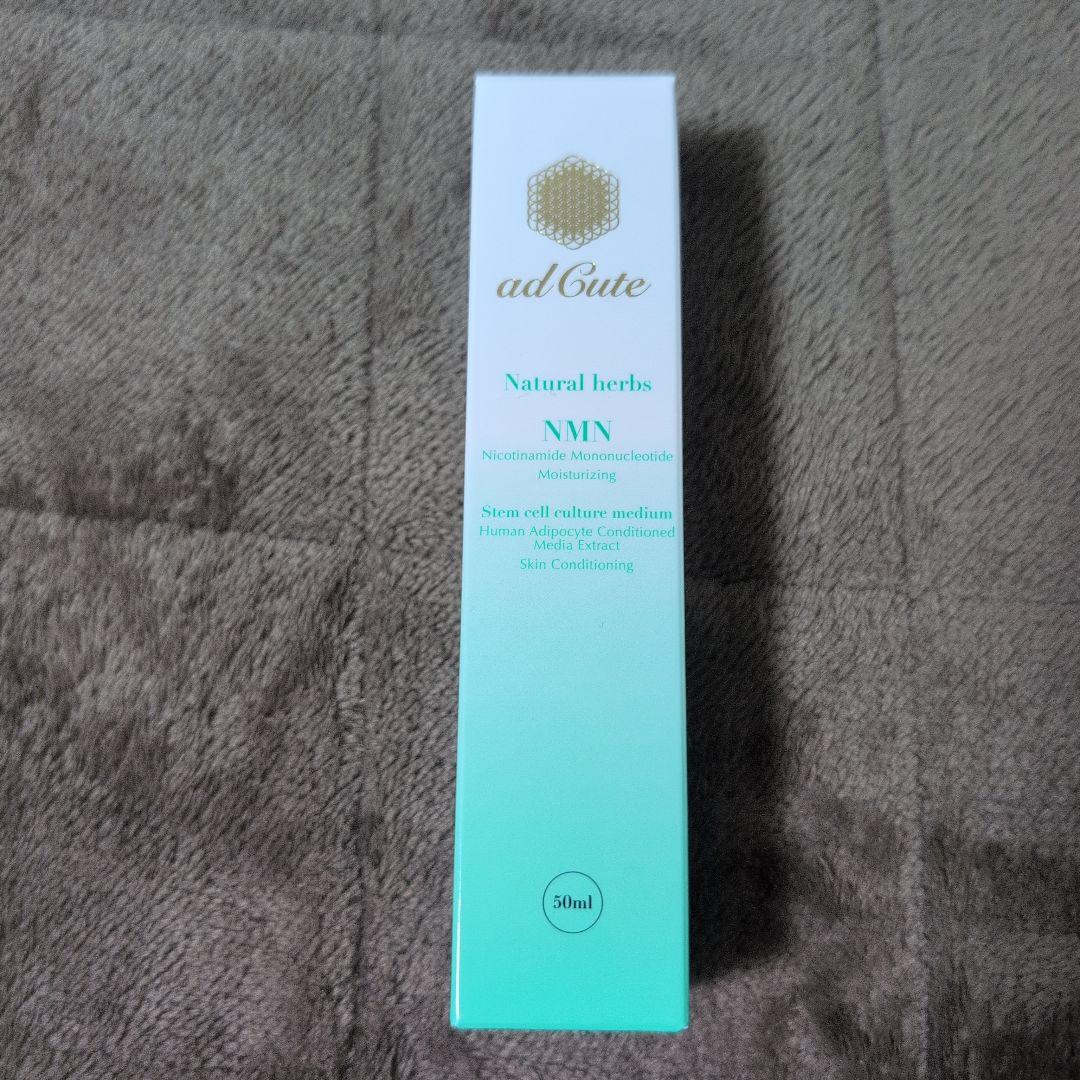 ad Cute
Natural herbs
NMN
Nicotinamide Mononucleotide
Moisturizing
Stem cell culture medium
Human Adipocyte Conditioned
Media Extract
Skin Conditioning
50ml